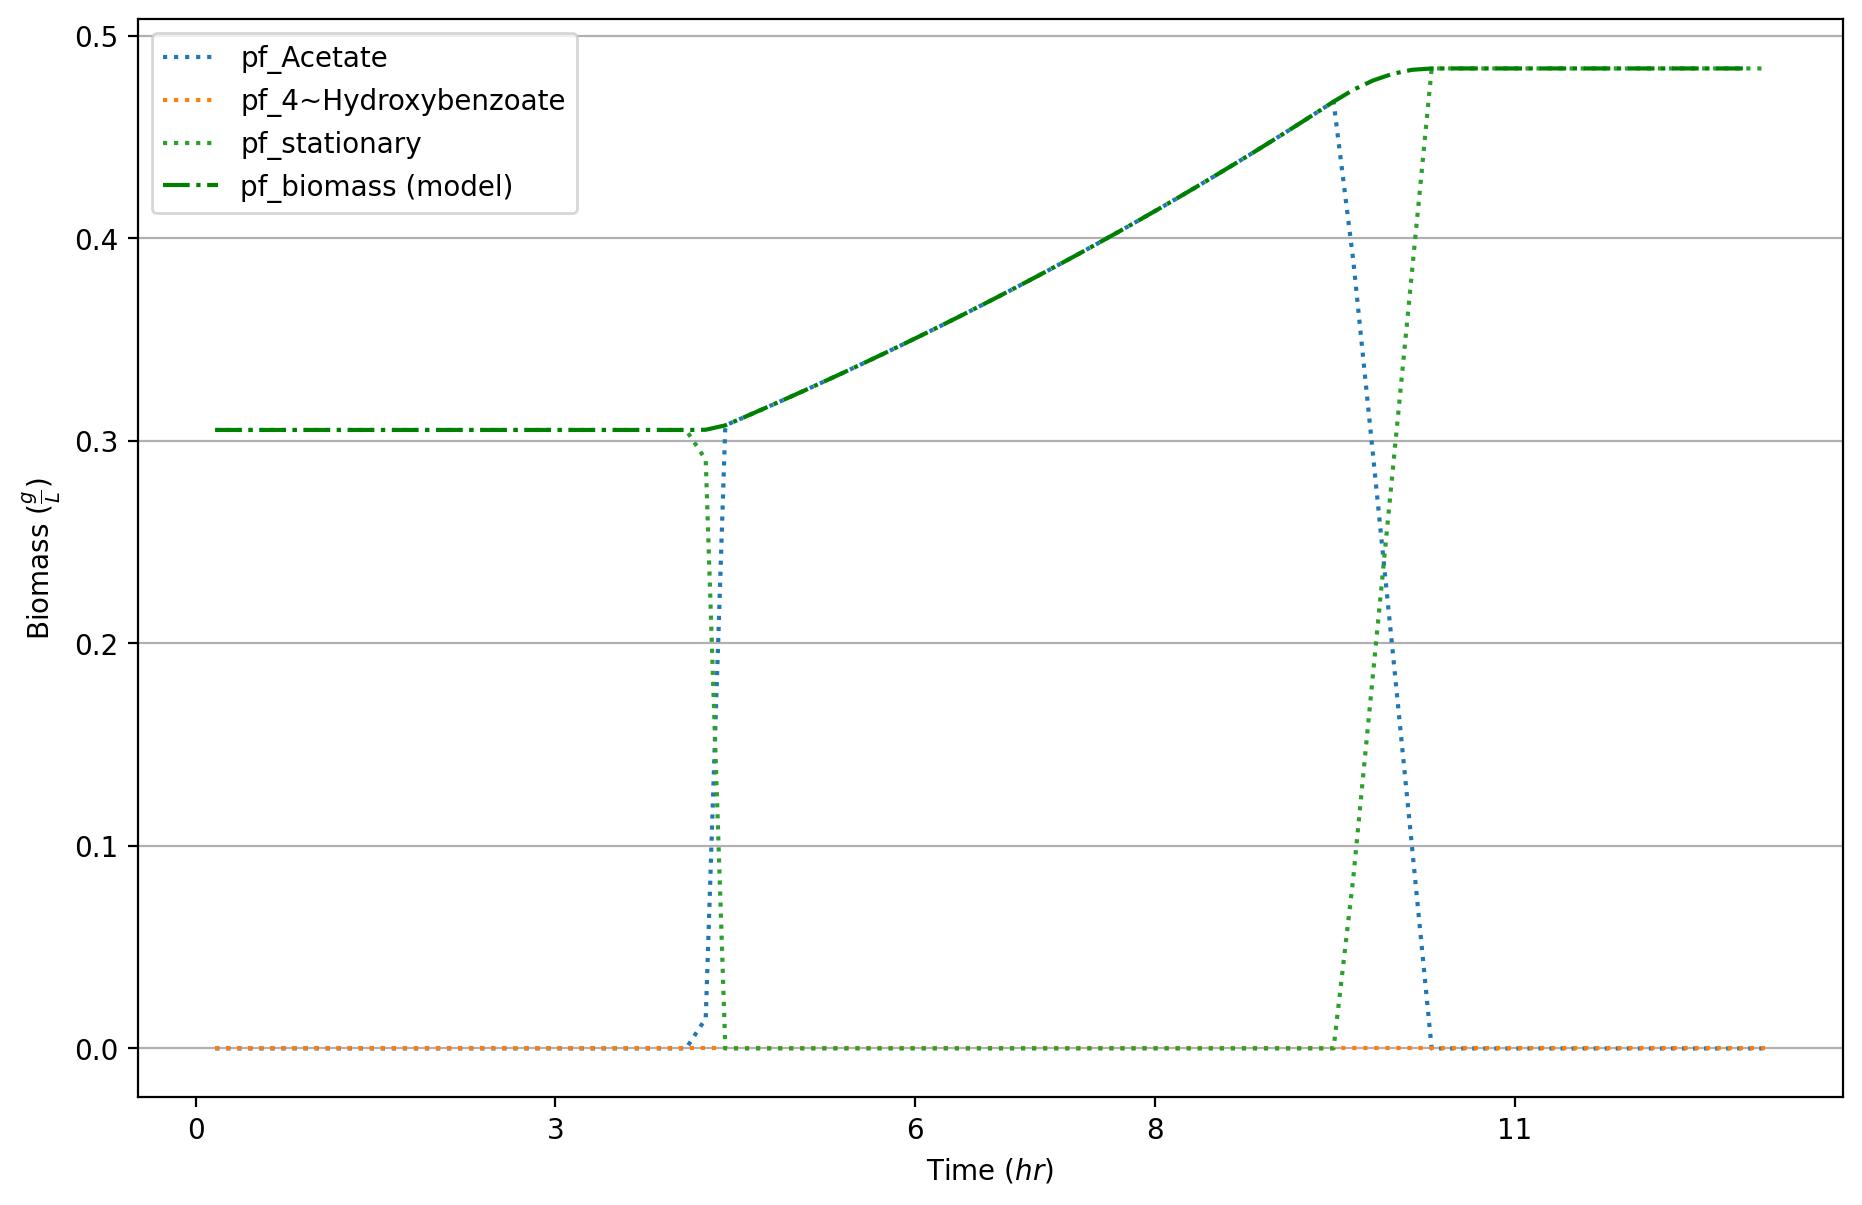 pf_Acetate
pf_4~Hydroxybenzoate
pf_stationary
pf_biomass (model)
0.5
0.4
0.3
0.2
0.1
0.0
Biomass (g/L)
0 3 6 8 11
Time (hr)